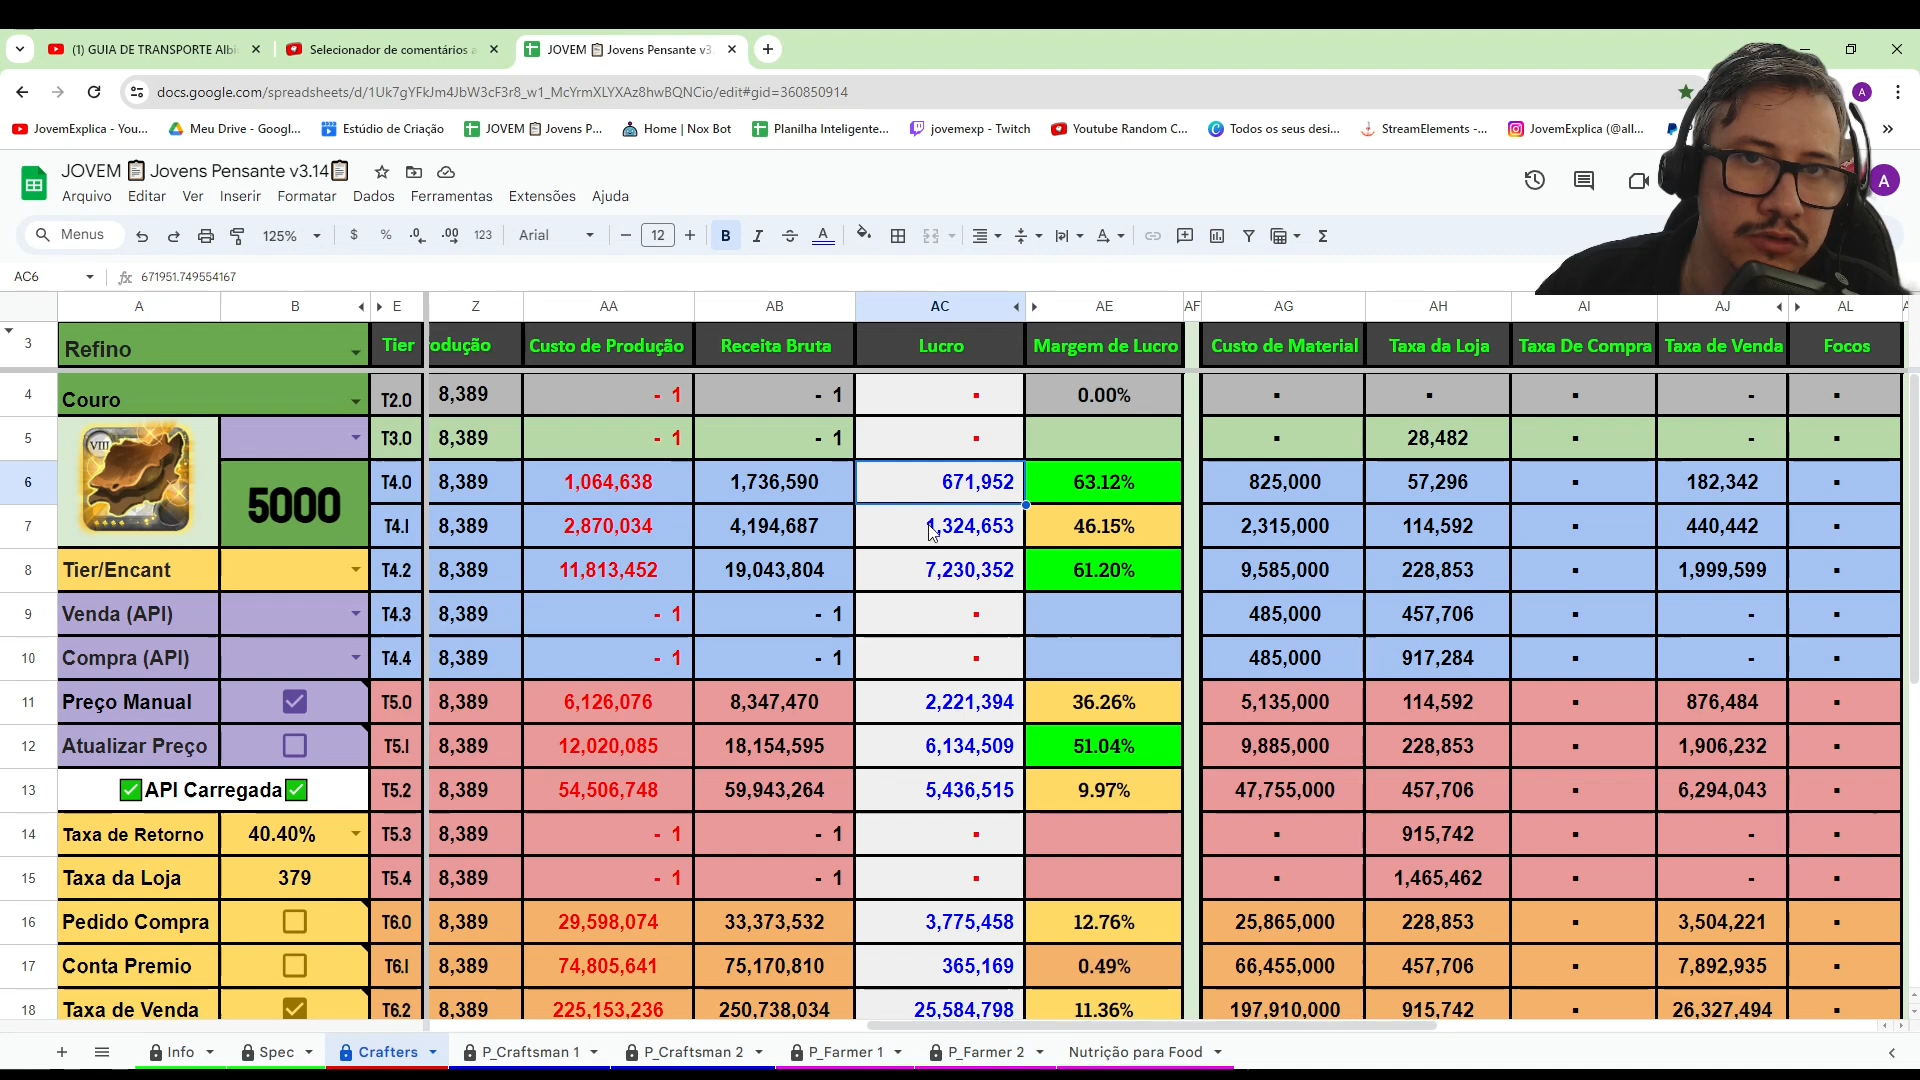 (1) GUIA DE TRANSPORTE Albi
Selecionador de comentários a
JOVEM 📋 Jovens Pensante v3.
docs.google.com/spreadsheets/d/1Uk7gYFkJm4JbW3cF3r8_w1_McYrmXLYXAz8hwBQNCio/edit#gid=360850914
A
JovemExplica - You...
Meu Drive - Googl...
Estúdio de Criação
JOVEM 📋 Jovens P...
Home | Nox Bot
Planilha Inteligente...
jovemexp - Twitch
Youtube Random C...
Todos os seus desi...
StreamElements -...
JovemExplica (@all...
JOVEM 📋 Jovens Pensante v3.14📋
Arquivo Editar Ver Inserir Formatar Dados Ferramentas Extensões Ajuda
A
Menus 125% $ % .0 .00 123 Arial 12 B I A
AC6 fx 671951.749554167
A B E Z AA AB AC AE AF AG AH AI AJ AL
3 Refino Tier odução Custo de Produção Receita Bruta Lucro Margem de Lucro Custo de Material Taxa da Loja Taxa De Compra Taxa de Venda Focos
4 Couro T2.0 8,389 - 1 - 1 0.00% -
5 T3.0 8,389 - 1 - 1 28,482 -
6 T4.0 8,389 1,064,638 1,736,590 671,952 63.12% 825,000 57,296 182,342
VIII 5000
7 T4.1 8,389 2,870,034 4,194,687 1,324,653 46.15% 2,315,000 114,592 440,442
8 Tier/Encant T4.2 8,389 11,813,452 19,043,804 7,230,352 61.20% 9,585,000 228,853 1,999,599
9 Venda (API) T4.3 8,389 - 1 - 1 485,000 457,706 -
10 Compra (API) T4.4 8,389 - 1 - 1 485,000 917,284 -
11 Preço Manual T5.0 8,389 6,126,076 8,347,470 2,221,394 36.26% 5,135,000 114,592 876,484
12 Atualizar Preço T5.1 8,389 12,020,085 18,154,595 6,134,509 51.04% 9,885,000 228,853 1,906,232
13 ✅API Carregada✅ T5.2 8,389 54,506,748 59,943,264 5,436,515 9.97% 47,755,000 457,706 6,294,043
14 Taxa de Retorno 40.40% T5.3 8,389 - 1 - 1 915,742 -
15 Taxa da Loja 379 T5.4 8,389 - 1 - 1 1,465,462 -
16 Pedido Compra T6.0 8,389 29,598,074 33,373,532 3,775,458 12.76% 25,865,000 228,853 3,504,221
17 Conta Premio T6.1 8,389 74,805,641 75,170,810 365,169 0.49% 66,455,000 457,706 7,892,935
18 Taxa de Venda T6.2 8,389 225,153,236 250,738,034 25,584,798 11.36% 197,910,000 915,742 26,327,494
Info Spec Crafters P_Craftsman 1 P_Craftsman 2 P_Farmer 1 P_Farmer 2 Nutrição para Food